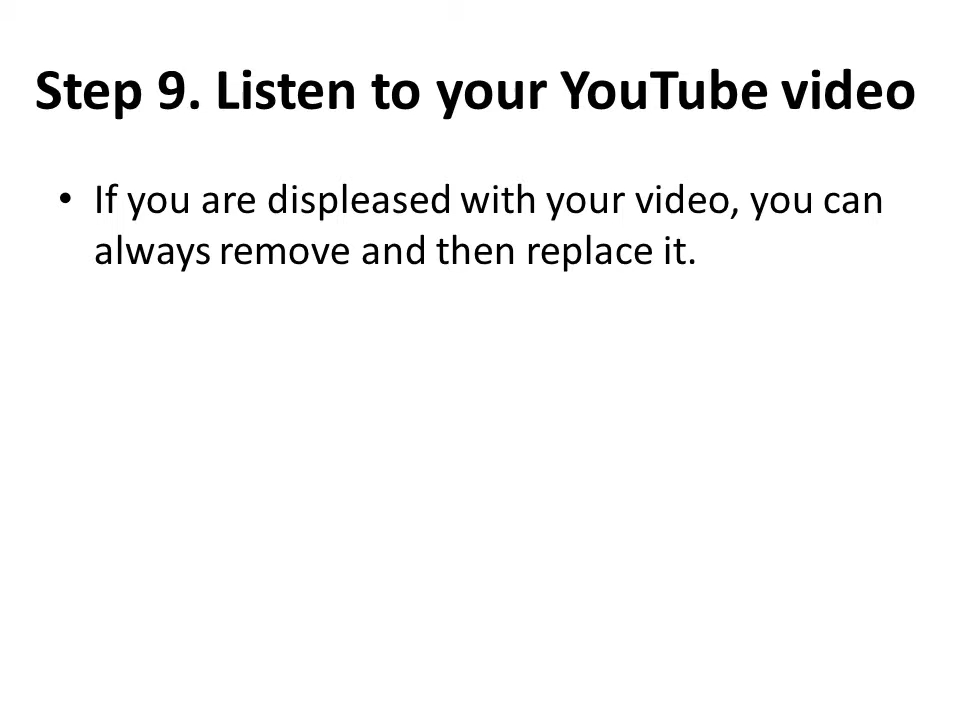 Step 9. Listen to your YouTube video
• If you are displeased with your video, you can
always remove and then replace it.